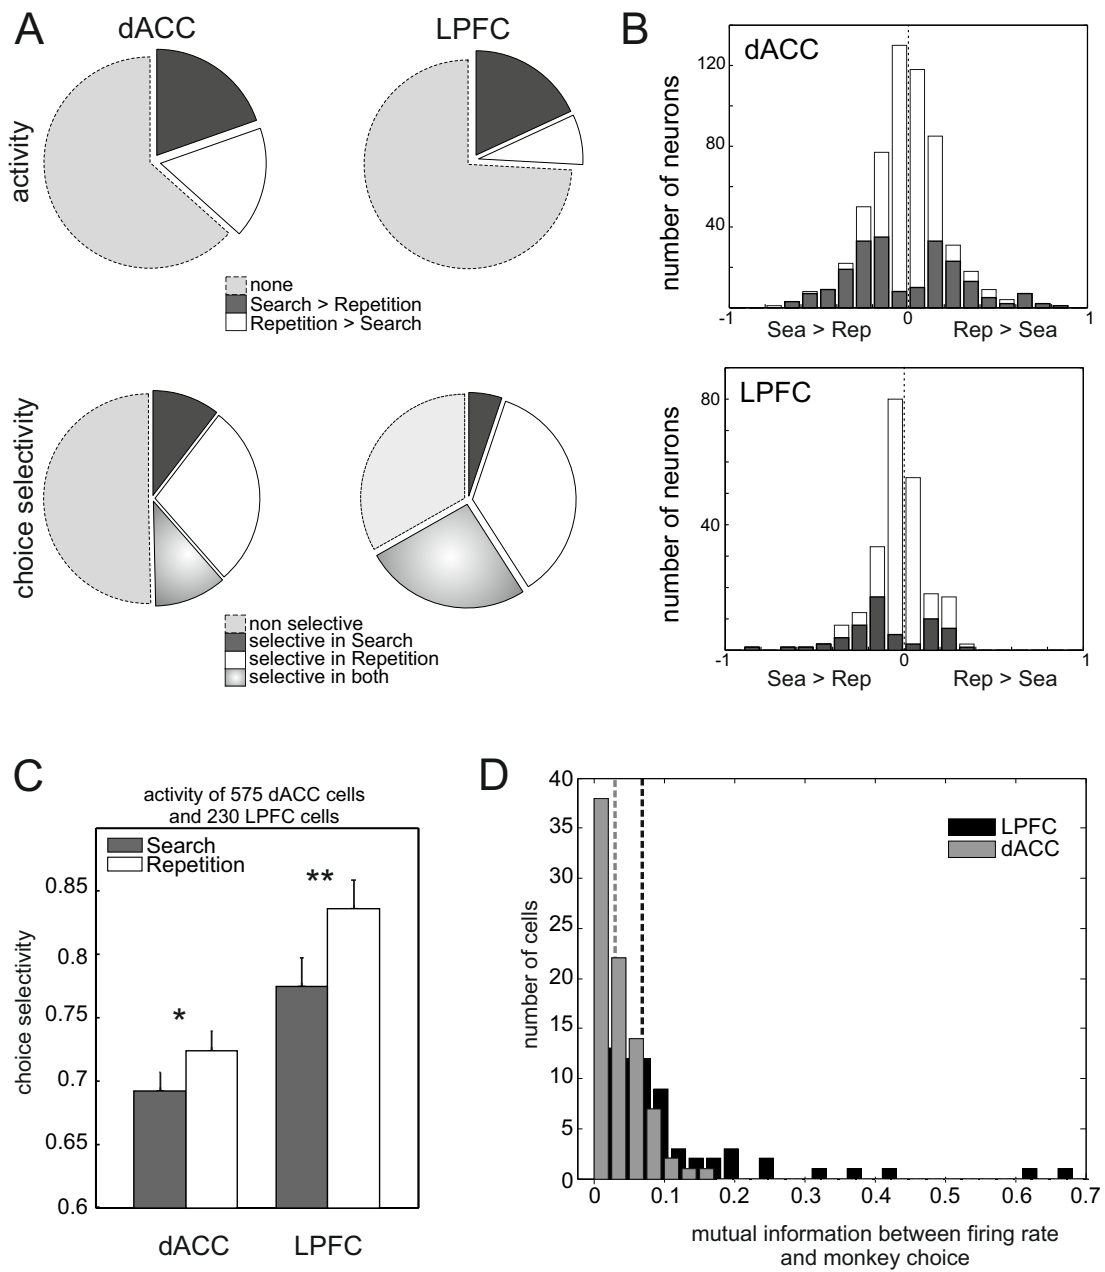 A
dACC
LPFC
activity
none
Search > Repetition
Repetition > Search
choice selectivity
non selective
selective in Search
selective in Repetition
selective in both
B
dACC
number of neurons
120
80
40
-1
0
1
Sea > Rep
Rep > Sea
LPFC
number of neurons
80
40
-1
0
1
Sea > Rep
Rep > Sea
C
activity of 575 dACC cells
and 230 LPFC cells
Search
Repetition
choice selectivity
0.85
0.8
0.75
0.7
0.65
0.6
*
**
dACC
LPFC
D
LPFC
dACC
number of cells
40
35
30
25
20
15
10
5
0
0
0.1
0.2
0.3
0.4
0.5
0.6
0.7
mutual information between firing rate
and monkey choice